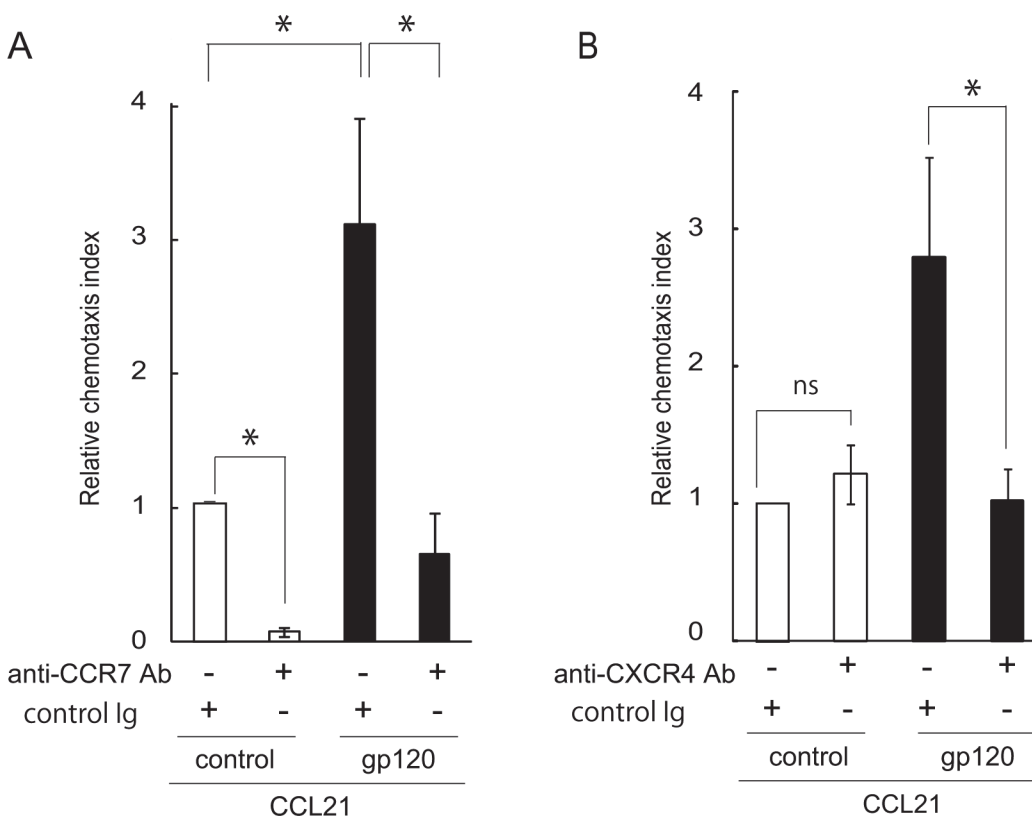 A
* *
4
3
2
1
0
Relative chemotaxis index
*
anti-CCR7 Ab - + - +
control Ig + - + -
control gp120
CCL21
B
*
4
3
2
1
0
Relative chemotaxis index
ns
anti-CXCR4 Ab - + - +
control Ig + - + -
control gp120
CCL21